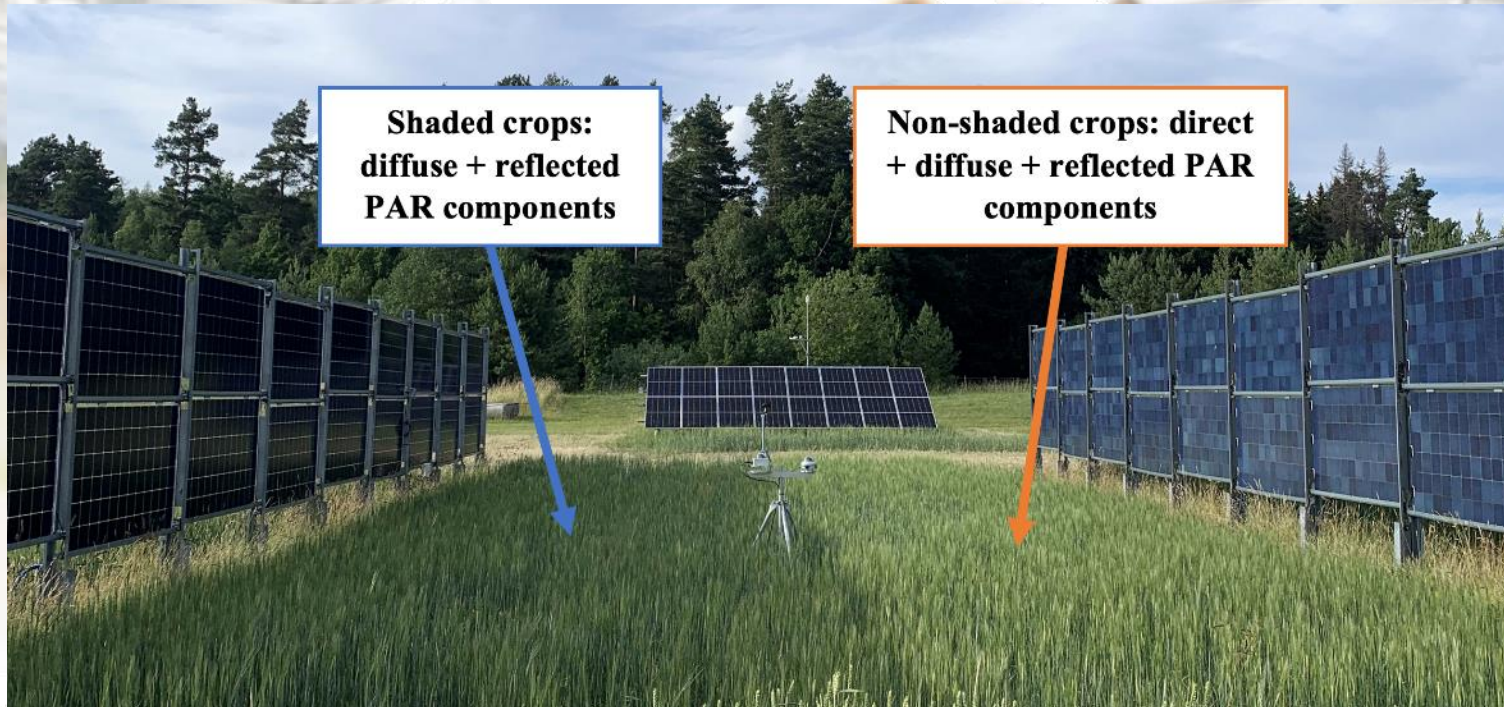 Shaded crops:
diffuse + reflected
PAR components
Non-shaded crops: direct
+ diffuse + reflected PAR
components